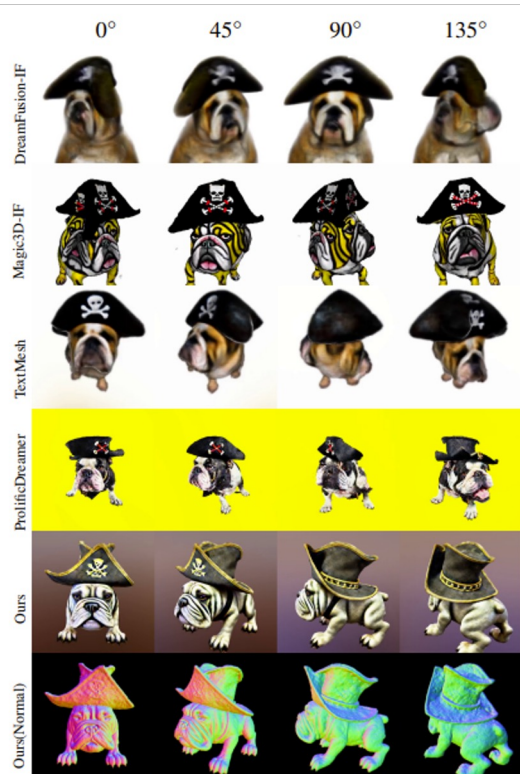 0° 45° 90° 135°
DreamFusion-IF
Magic3D-IF
TextMesh
ProlificDreamer
Ours
Ours(Normal)